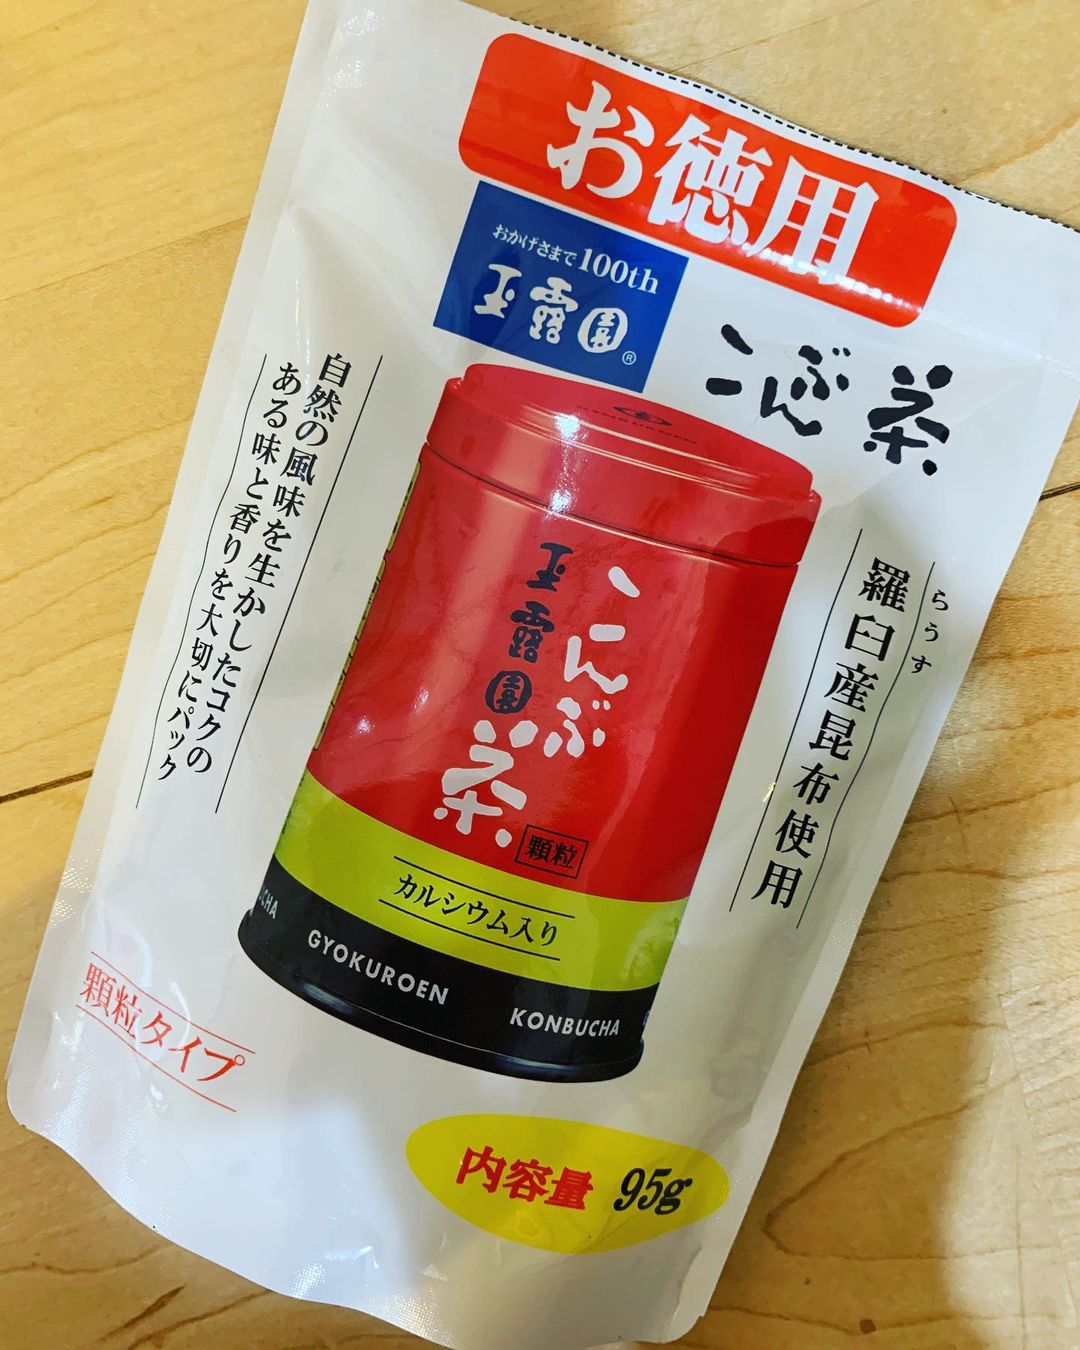 お徳用
おかげさまで100th
玉露園®
こんぶ茶
らうす
羅臼産昆布使用
自然の風味を生かしたコクの
ある味と香りを大切にパック
GYOKUROEN
こんぶ茶
玉露園
顆粒
カルシウム入り
CHA
GYOKUROEN
KONBUCHA
顆粒タイプ
内容量 95g